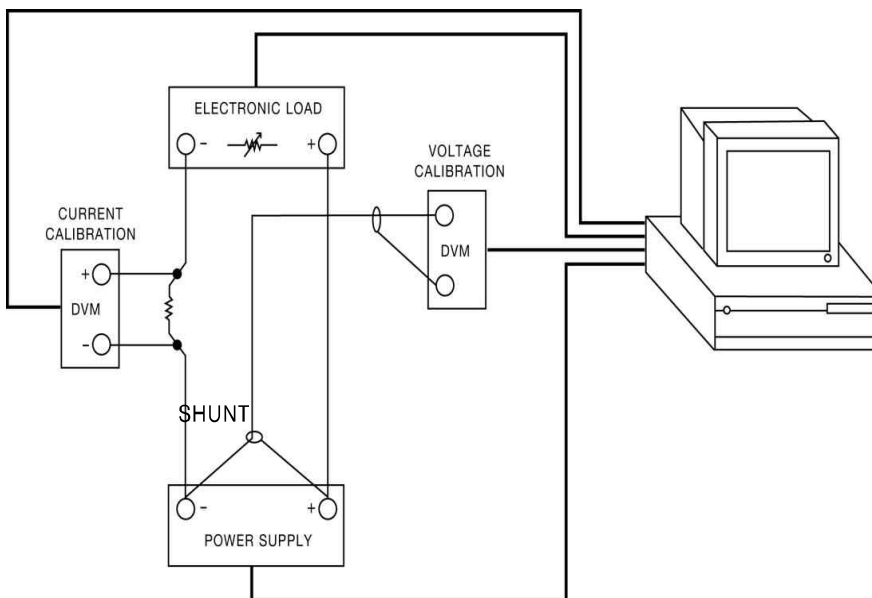 ELECTRONIC LOAD
- +
VOLTAGE
CALIBRATION
DVM
CURRENT
CALIBRATION
+
DVM
-
SHUNT
- +
POWER SUPPLY